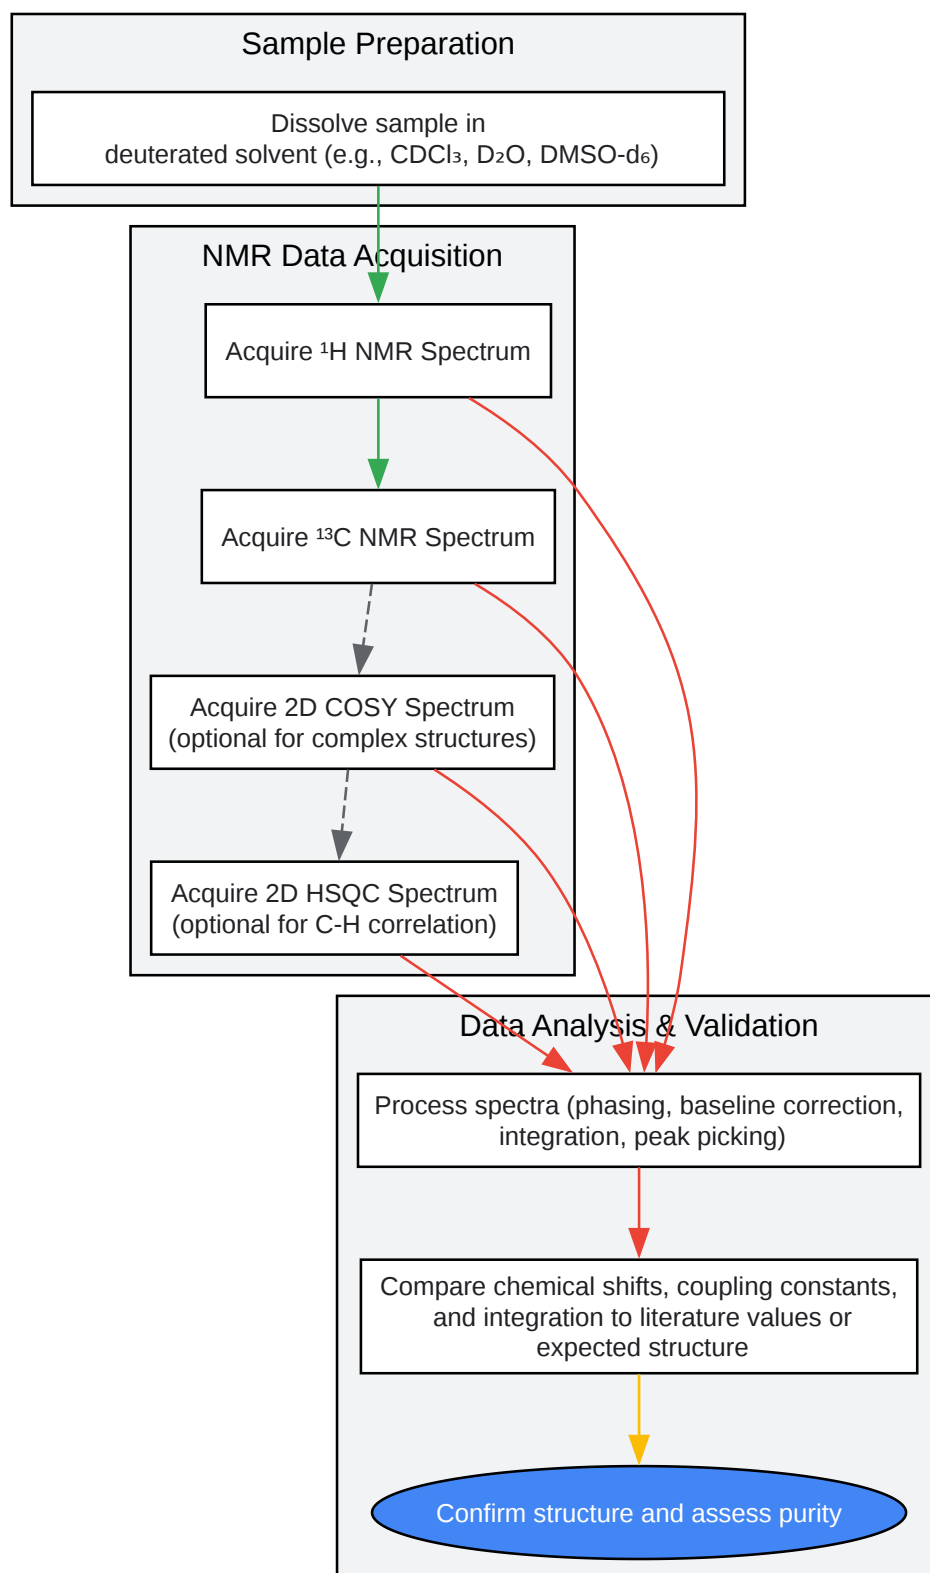 Sample Preparation
Dissolve sample in
deuterated solvent (e.g., CDCl₃, D₂O, DMSO-d₆)
NMR Data Acquisition
Acquire ¹H NMR Spectrum
Acquire ¹³C NMR Spectrum
Acquire 2D COSY Spectrum
(optional for complex structures)
Acquire 2D HSQC Spectrum
(optional for C-H correlation)
Data Analysis & Validation
Process spectra (phasing, baseline correction,
integration, peak picking)
Compare chemical shifts, coupling constants,
and integration to literature values or
expected structure
Confirm structure and assess purity